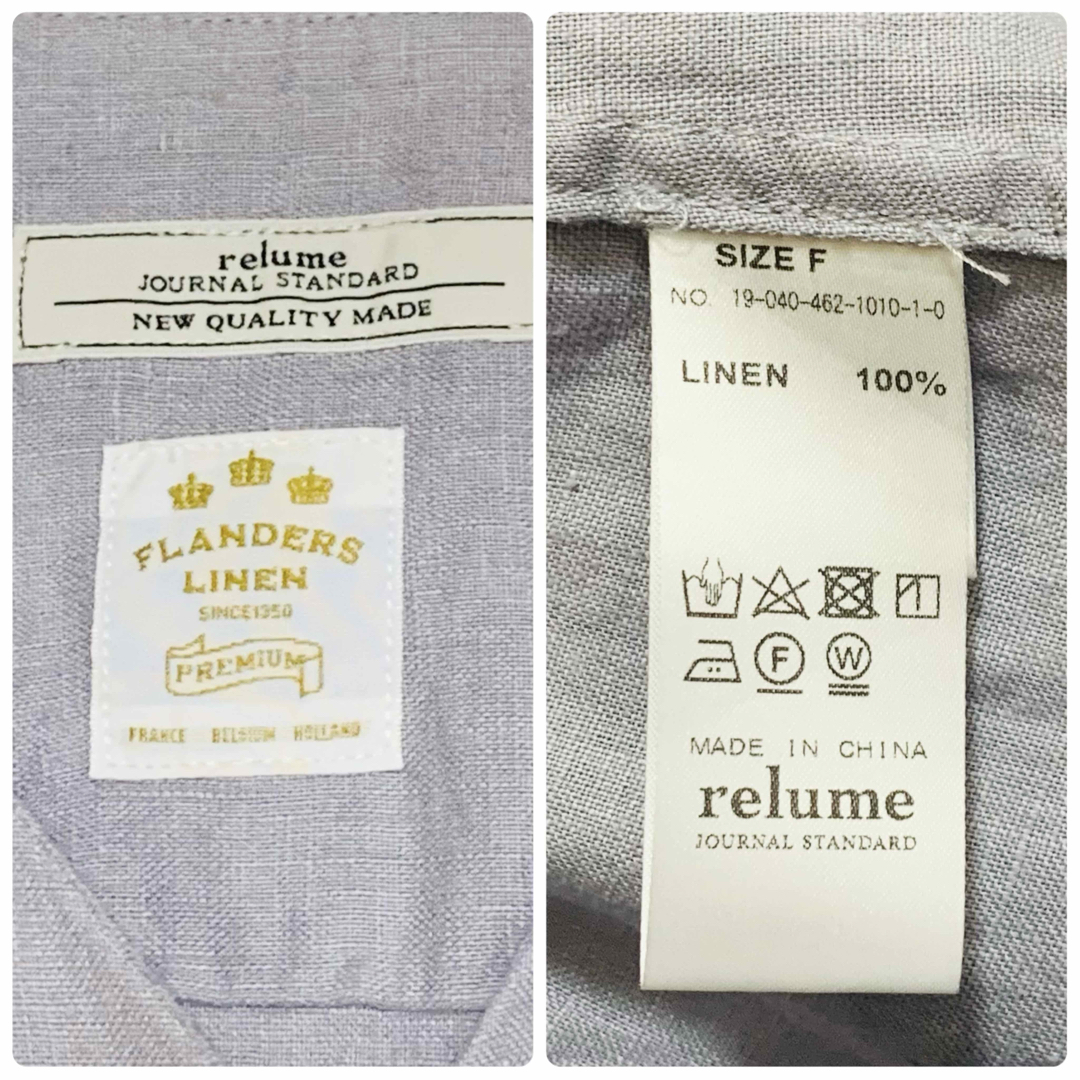 relume
JOURNAL STANDARD
NEW QUALITY MADE
FLANDERS
LINEN
SINCE1350
PREMIUM
FRANCE BELGIUM HOLLAND
SIZE F
NO. 19-040-462-1010-1-0
LINEN 100%
F W
MADE IN CHINA
relume
JOURNAL STANDARD